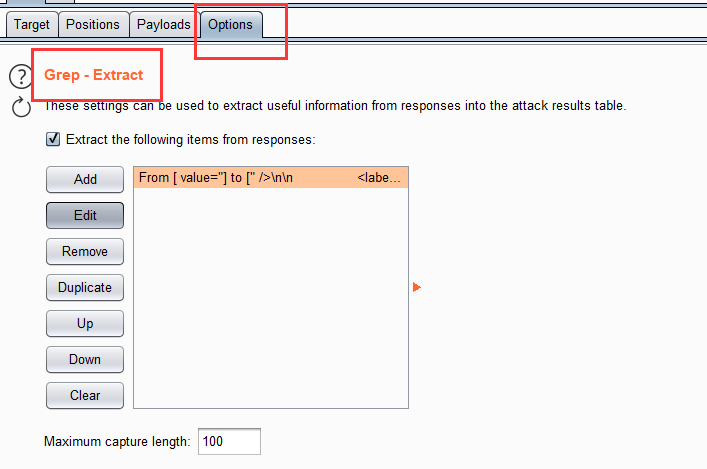 Target Positions Payloads Options
? Grep - Extract
These settings can be used to extract useful information from responses into the attack results table.
Extract the following items from responses:
Add
From [ value="] to [" />\n\n <labe...
Edit
Remove
Duplicate
Up
Down
Clear
Maximum capture length: 100